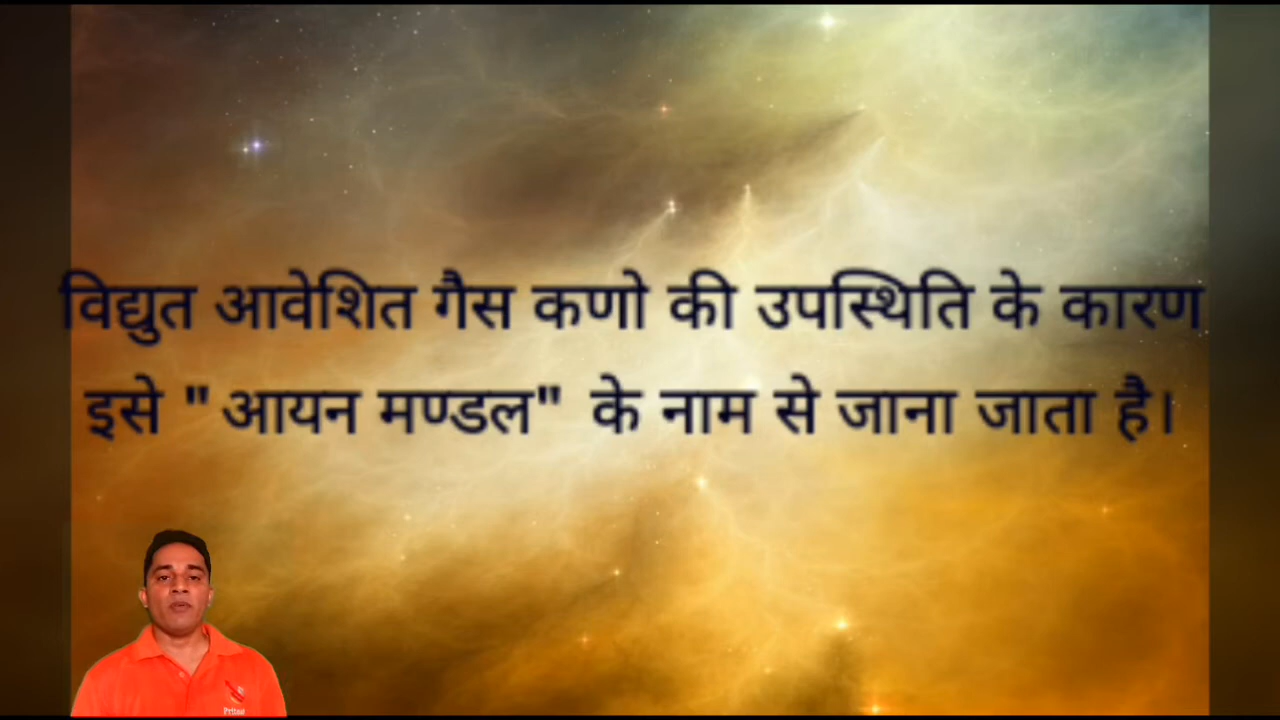 विद्युत आवेशित गैस कणो की उपस्थिति के कारण
इसे " आयन मण्डल" के नाम से जाना जाता है।